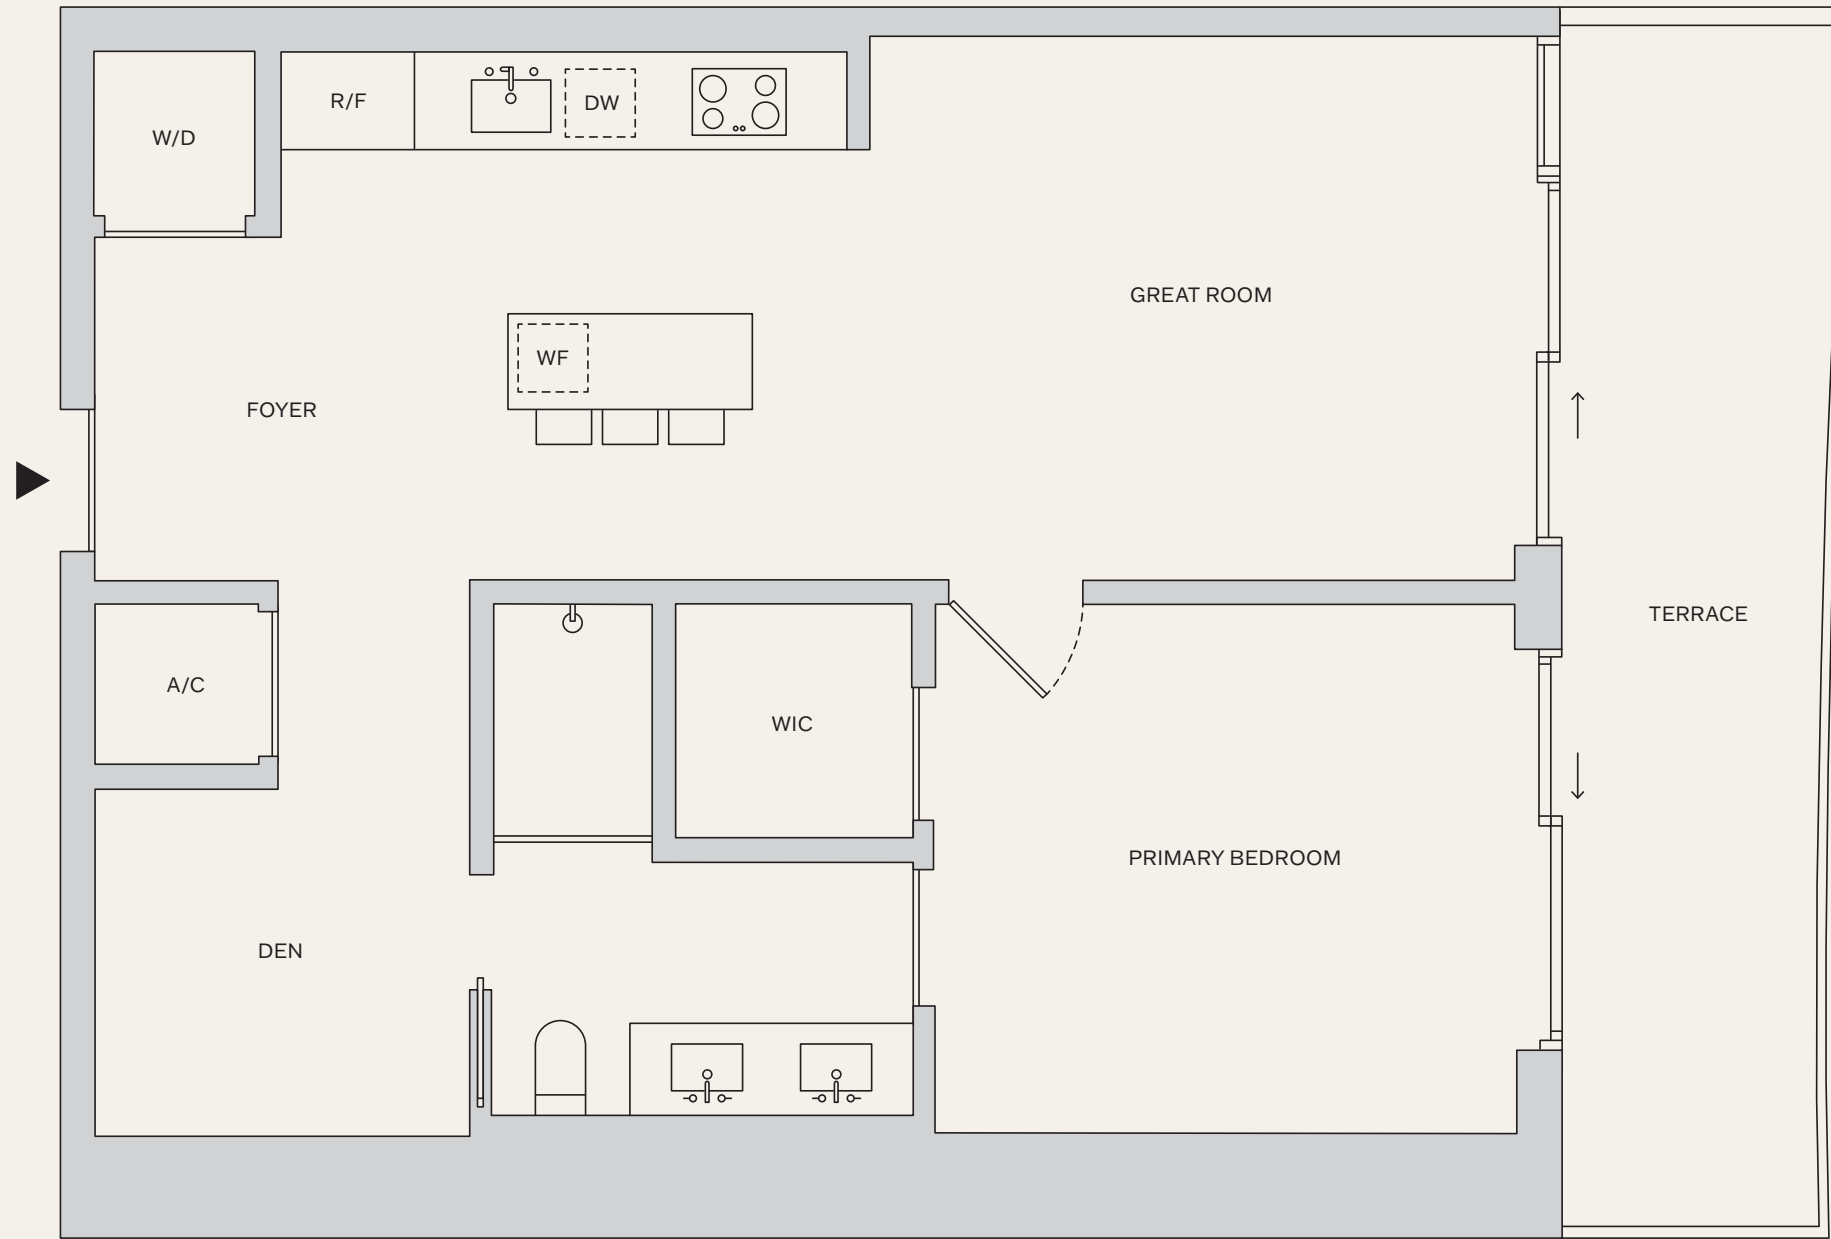 R/F
DW
W/D
GREAT ROOM
WF
FOYER
TERRACE
A/C
WIC
PRIMARY BEDROOM
DEN